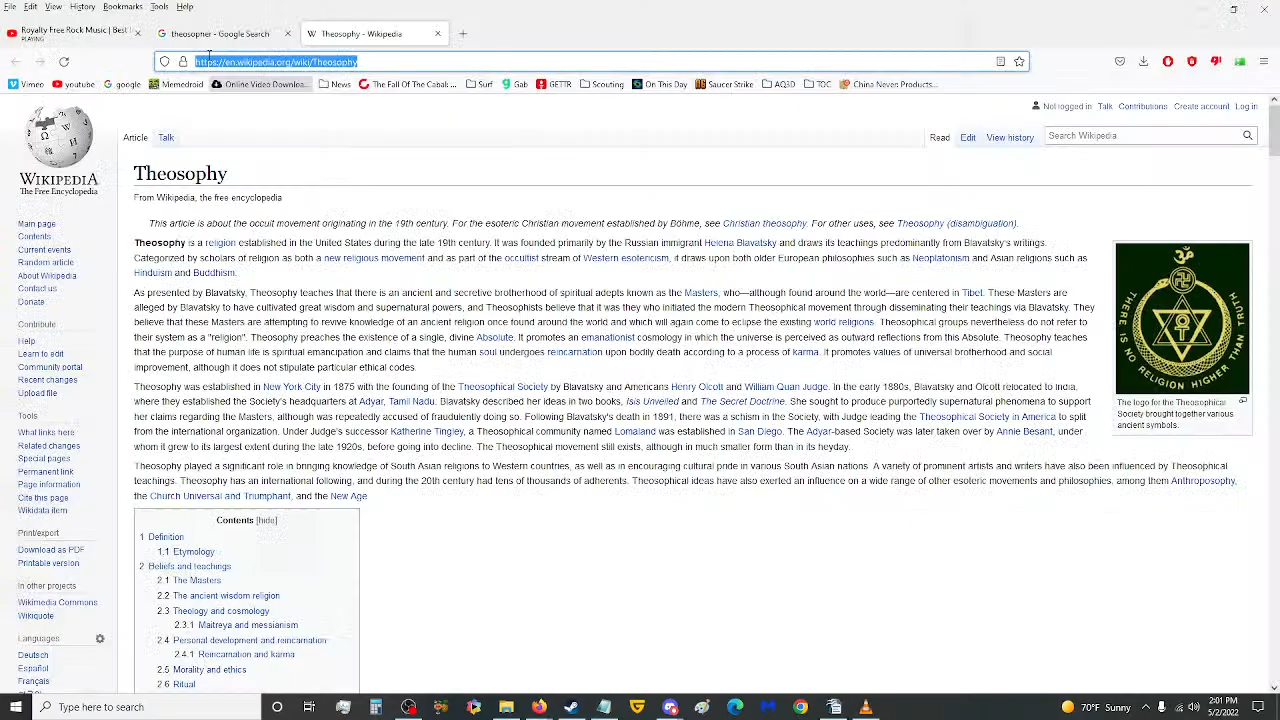 File Edit View History Bookmarks Tools Help
Royalty Free Rock Music | Best
PLAYING
theosopher - Google Search
Theosophy - Wikipedia
https://en.wikipedia.org/wiki/Theosophy
Vimeo youtube google Memedroid Online Video Downloa... News The Fall Of The Cabal... Surf Gab GETTR Scouting On This Day Saucer Strike AQ3D TOC China Never Produc...
Not logged in Talk Contributions Create account Log in
Article Talk
Read Edit View history Search Wikipedia
WIKIPEDIA
The Free Encyclopedia
Main page
Contents
Current events
Random article
About Wikipedia
Contact us
Donate
Contribute
Help
Learn to edit
Community portal
Recent changes
Upload file
Tools
What links here
Related changes
Special pages
Permanent link
Page information
Cite this page
Wikidata item
Print/export
Download as PDF
Printable version
In other projects
Wikimedia Commons
Wikiquote
Languages
Deutsch
Español
Français
Theosophy
From Wikipedia, the free encyclopedia
This article is about the occult movement originating in the 19th century. For the esoteric Christian movement established by Böhme, see Christian theosophy. For other uses, see Theosophy (disambiguation).
Theosophy is a religion established in the United States during the late 19th century. It was founded primarily by the Russian immigrant Helena Blavatsky and draws its teachings predominantly from Blavatsky's writings.
Categorized by scholars of religion as both a new religious movement and as part of the occultist stream of Western esotericism, it draws upon both older European philosophies such as Neoplatonism and Asian religions such as
Hinduism and Buddhism.
As presented by Blavatsky, Theosophy teaches that there is an ancient and secretive brotherhood of spiritual adepts known as the Masters, who—although found around the world—are centered in Tibet. These Masters are
alleged by Blavatsky to have cultivated great wisdom and supernatural powers, and Theosophists believe that it was they who initiated the modern Theosophical movement through disseminating their teachings via Blavatsky. They
believe that these Masters are attempting to revive knowledge of an ancient religion once found around the world and which will again come to eclipse the existing world religions. Theosophical groups nevertheless do not refer to
their system as a "religion". Theosophy preaches the existence of a single, divine Absolute. It promotes an emanationist cosmology in which the universe is perceived as outward reflections from this Absolute. Theosophy teaches
that the purpose of human life is spiritual emancipation and claims that the human soul undergoes reincarnation upon bodily death according to a process of karma. It promotes values of universal brotherhood and social
improvement, although it does not stipulate particular ethical codes.
Theosophy was established in New York City in 1875 with the founding of the Theosophical Society by Blavatsky and Americans Henry Olcott and William Quan Judge. In the early 1880s, Blavatsky and Olcott relocated to India,
where they established the Society's headquarters at Adyar, Tamil Nadu. Blavatsky described her ideas in two books, Isis Unveiled and The Secret Doctrine. She sought to produce purportedly supernatural phenomena to support
her claims regarding the Masters, although was repeatedly accused of fraudulently doing so. Following Blavatsky's death in 1891, there was a schism in the Society, with Judge leading the Theosophical Society in America to split
from the international organization. Under Judge's successor Katherine Tingley, a Theosophical community named Lomaland was established in San Diego. The Adyar-based Society was later taken over by Annie Besant, under
whom it grew to its largest extent during the late 1920s, before going into decline. The Theosophical movement still exists, although in much smaller form than in its heyday.
Theosophy played a significant role in bringing knowledge of South Asian religions to Western countries, as well as in encouraging cultural pride in various South Asian nations. A variety of prominent artists and writers have also been influenced by Theosophical
teachings. Theosophy has an international following, and during the 20th century had tens of thousands of adherents. Theosophical ideas have also exerted an influence on a wide range of other esoteric movements and philosophies, among them Anthroposophy,
the Church Universal and Triumphant, and the New Age
ॐ
THERE IS NO RELIGION HIGHER THAN TRUTH
The logo for the Theosophical
Society brought together various
ancient symbols.
Contents [hide]
1 Definition
1.1 Etymology
2 Beliefs and teachings
2.1 The Masters
2.2 The ancient wisdom religion
2.3 Theology and cosmology
2.3.1 Maitreya and messianism
2.4 Personal development and reincarnation
2.4.1 Reincarnation and karma
2.5 Morality and ethics
2.6 Ritual
Type here to search
70°F Sunny
2:01 PM
5/2/2022